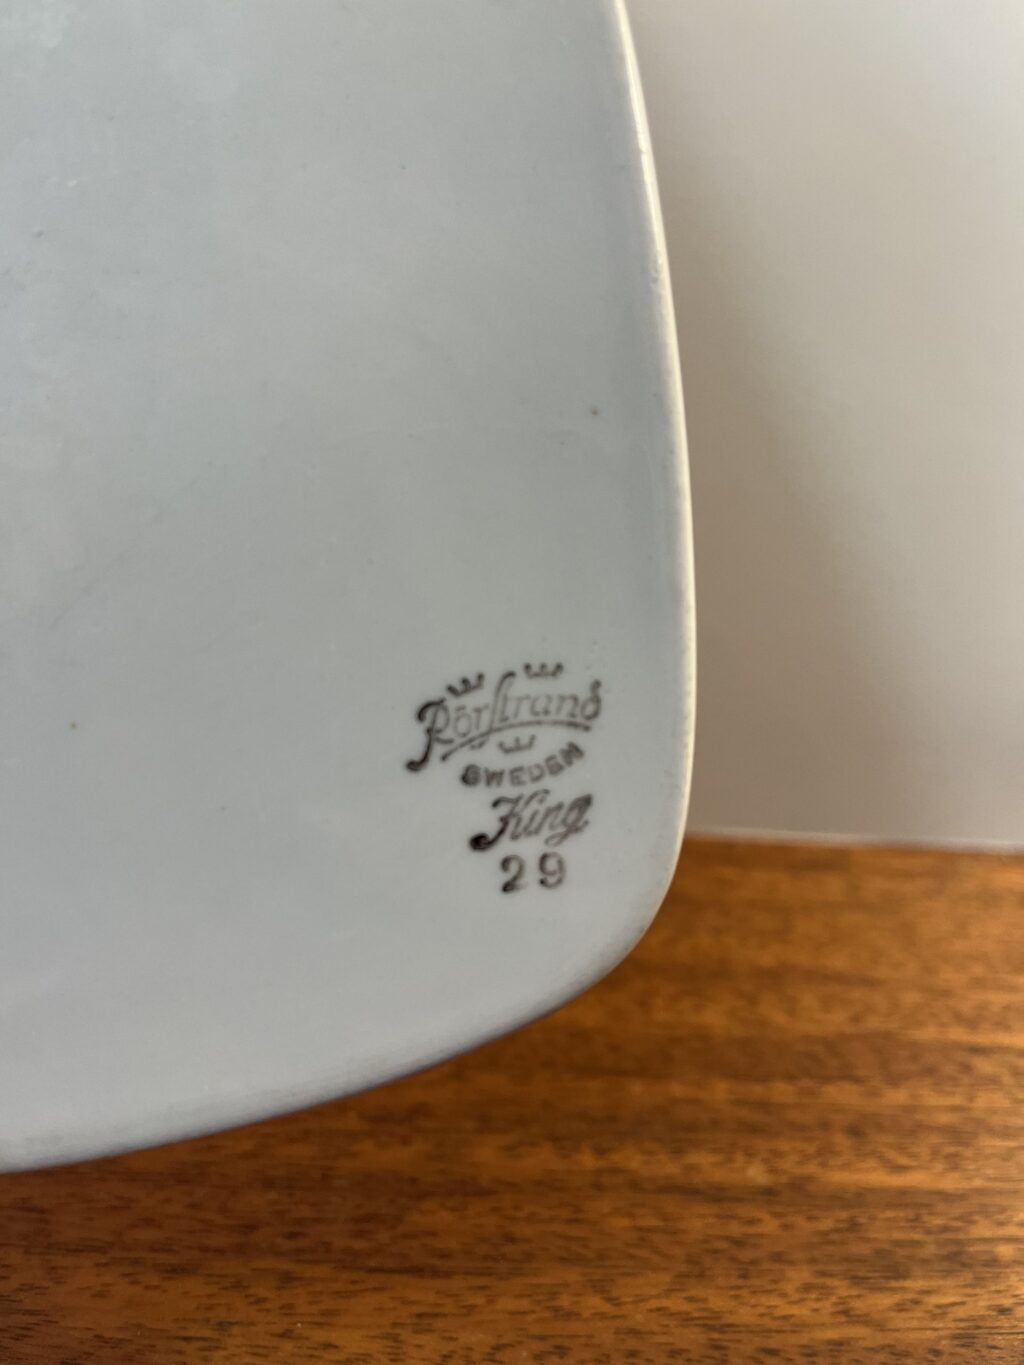 Rörstrand
SWEDEN
King
29